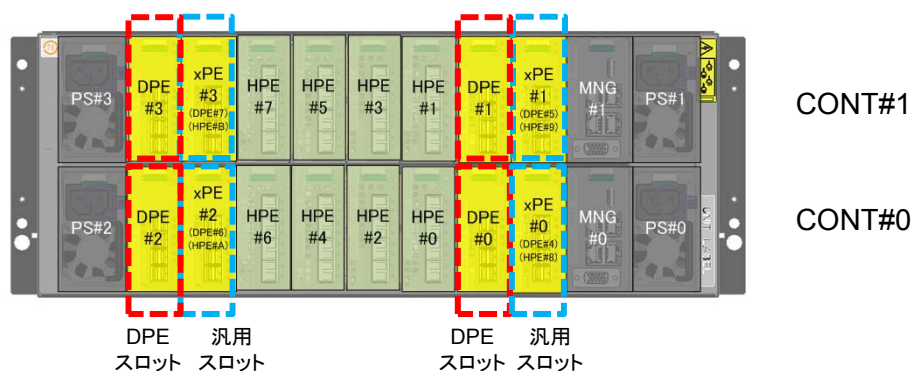 PS#3
DPE
#3
xPE
#3
(DPE#7)
(HPE#B)
HPE
#7
HPE
#5
HPE
#3
HPE
#1
DPE
#1
xPE
#1
(DPE#5)
(HPE#9)
MNG
#1
PS#1
CONT#1
PS#2
DPE
#2
xPE
#2
(DPE#6)
(HPE#A)
HPE
#6
HPE
#4
HPE
#2
HPE
#0
DPE
#0
xPE
#0
(DPE#4)
(HPE#8)
MNG
#0
PS#0
CONT#0
DPE
スロット
汎用
スロット
DPE
スロット
汎用
スロット